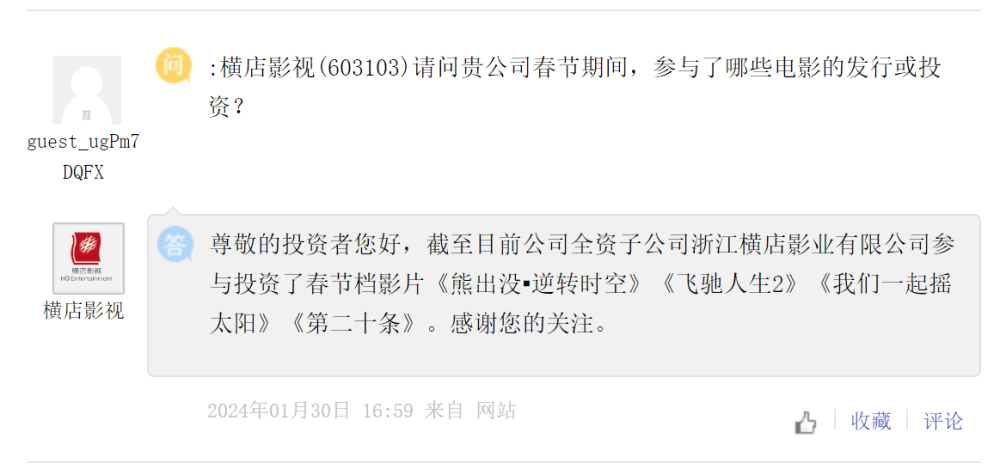 问
:横店影视(603103)请问贵公司春节期间，参与了哪些电影的发行或投
资？
互
guest_ugPm7
DQFX
答
尊敬的投资者您好，截至目前公司全资子公司浙江横店影业有限公司参
与投资了春节档影片《熊出没▪逆转时空》《飞驰人生2》《我们一起摇
太阳》《第二十条》。感谢您的关注。
横店影视
HG Entertainment
横店影视
2024年01月30日 16:59 来自 网站
收藏
评论